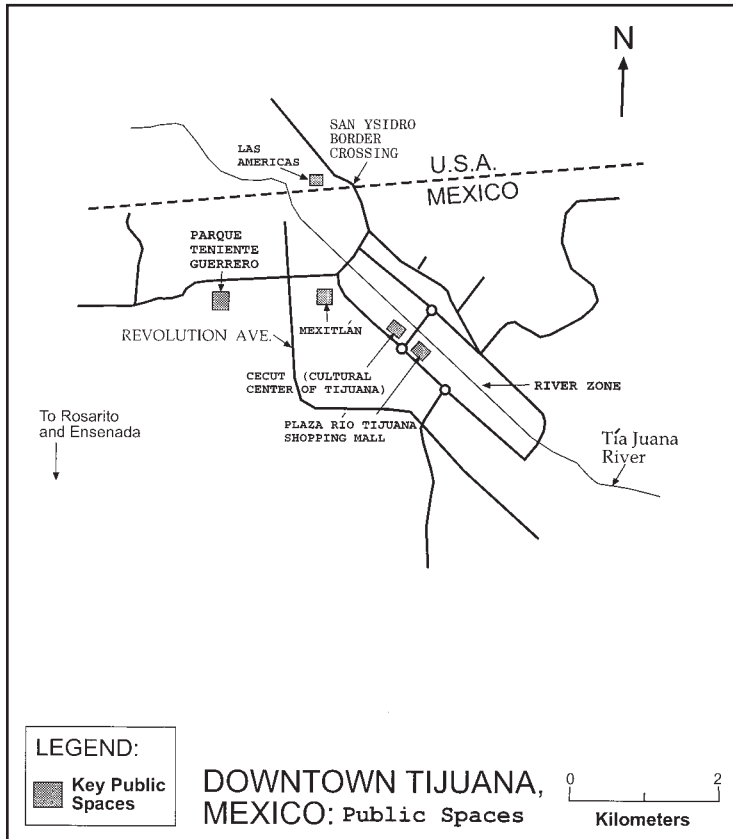 N
SAN YSIDRO
BORDER
CROSSING
LAS
AMERICAS
U.S.A.
MEXICO
PARQUE
TENIENTE
GUERRERO
MEXITLÁN
REVOLUTION AVE.
CECUT (CULTURAL
CENTER OF TIJUANA)
RIVER ZONE
PLAZA RIO TIJUANA
SHOPPING MALL
To Rosarito
and Ensenada
Tía Juana
River
LEGEND:
Key Public
Spaces
DOWNTOWN TIJUANA,
MEXICO: Public Spaces
0 2
Kilometers